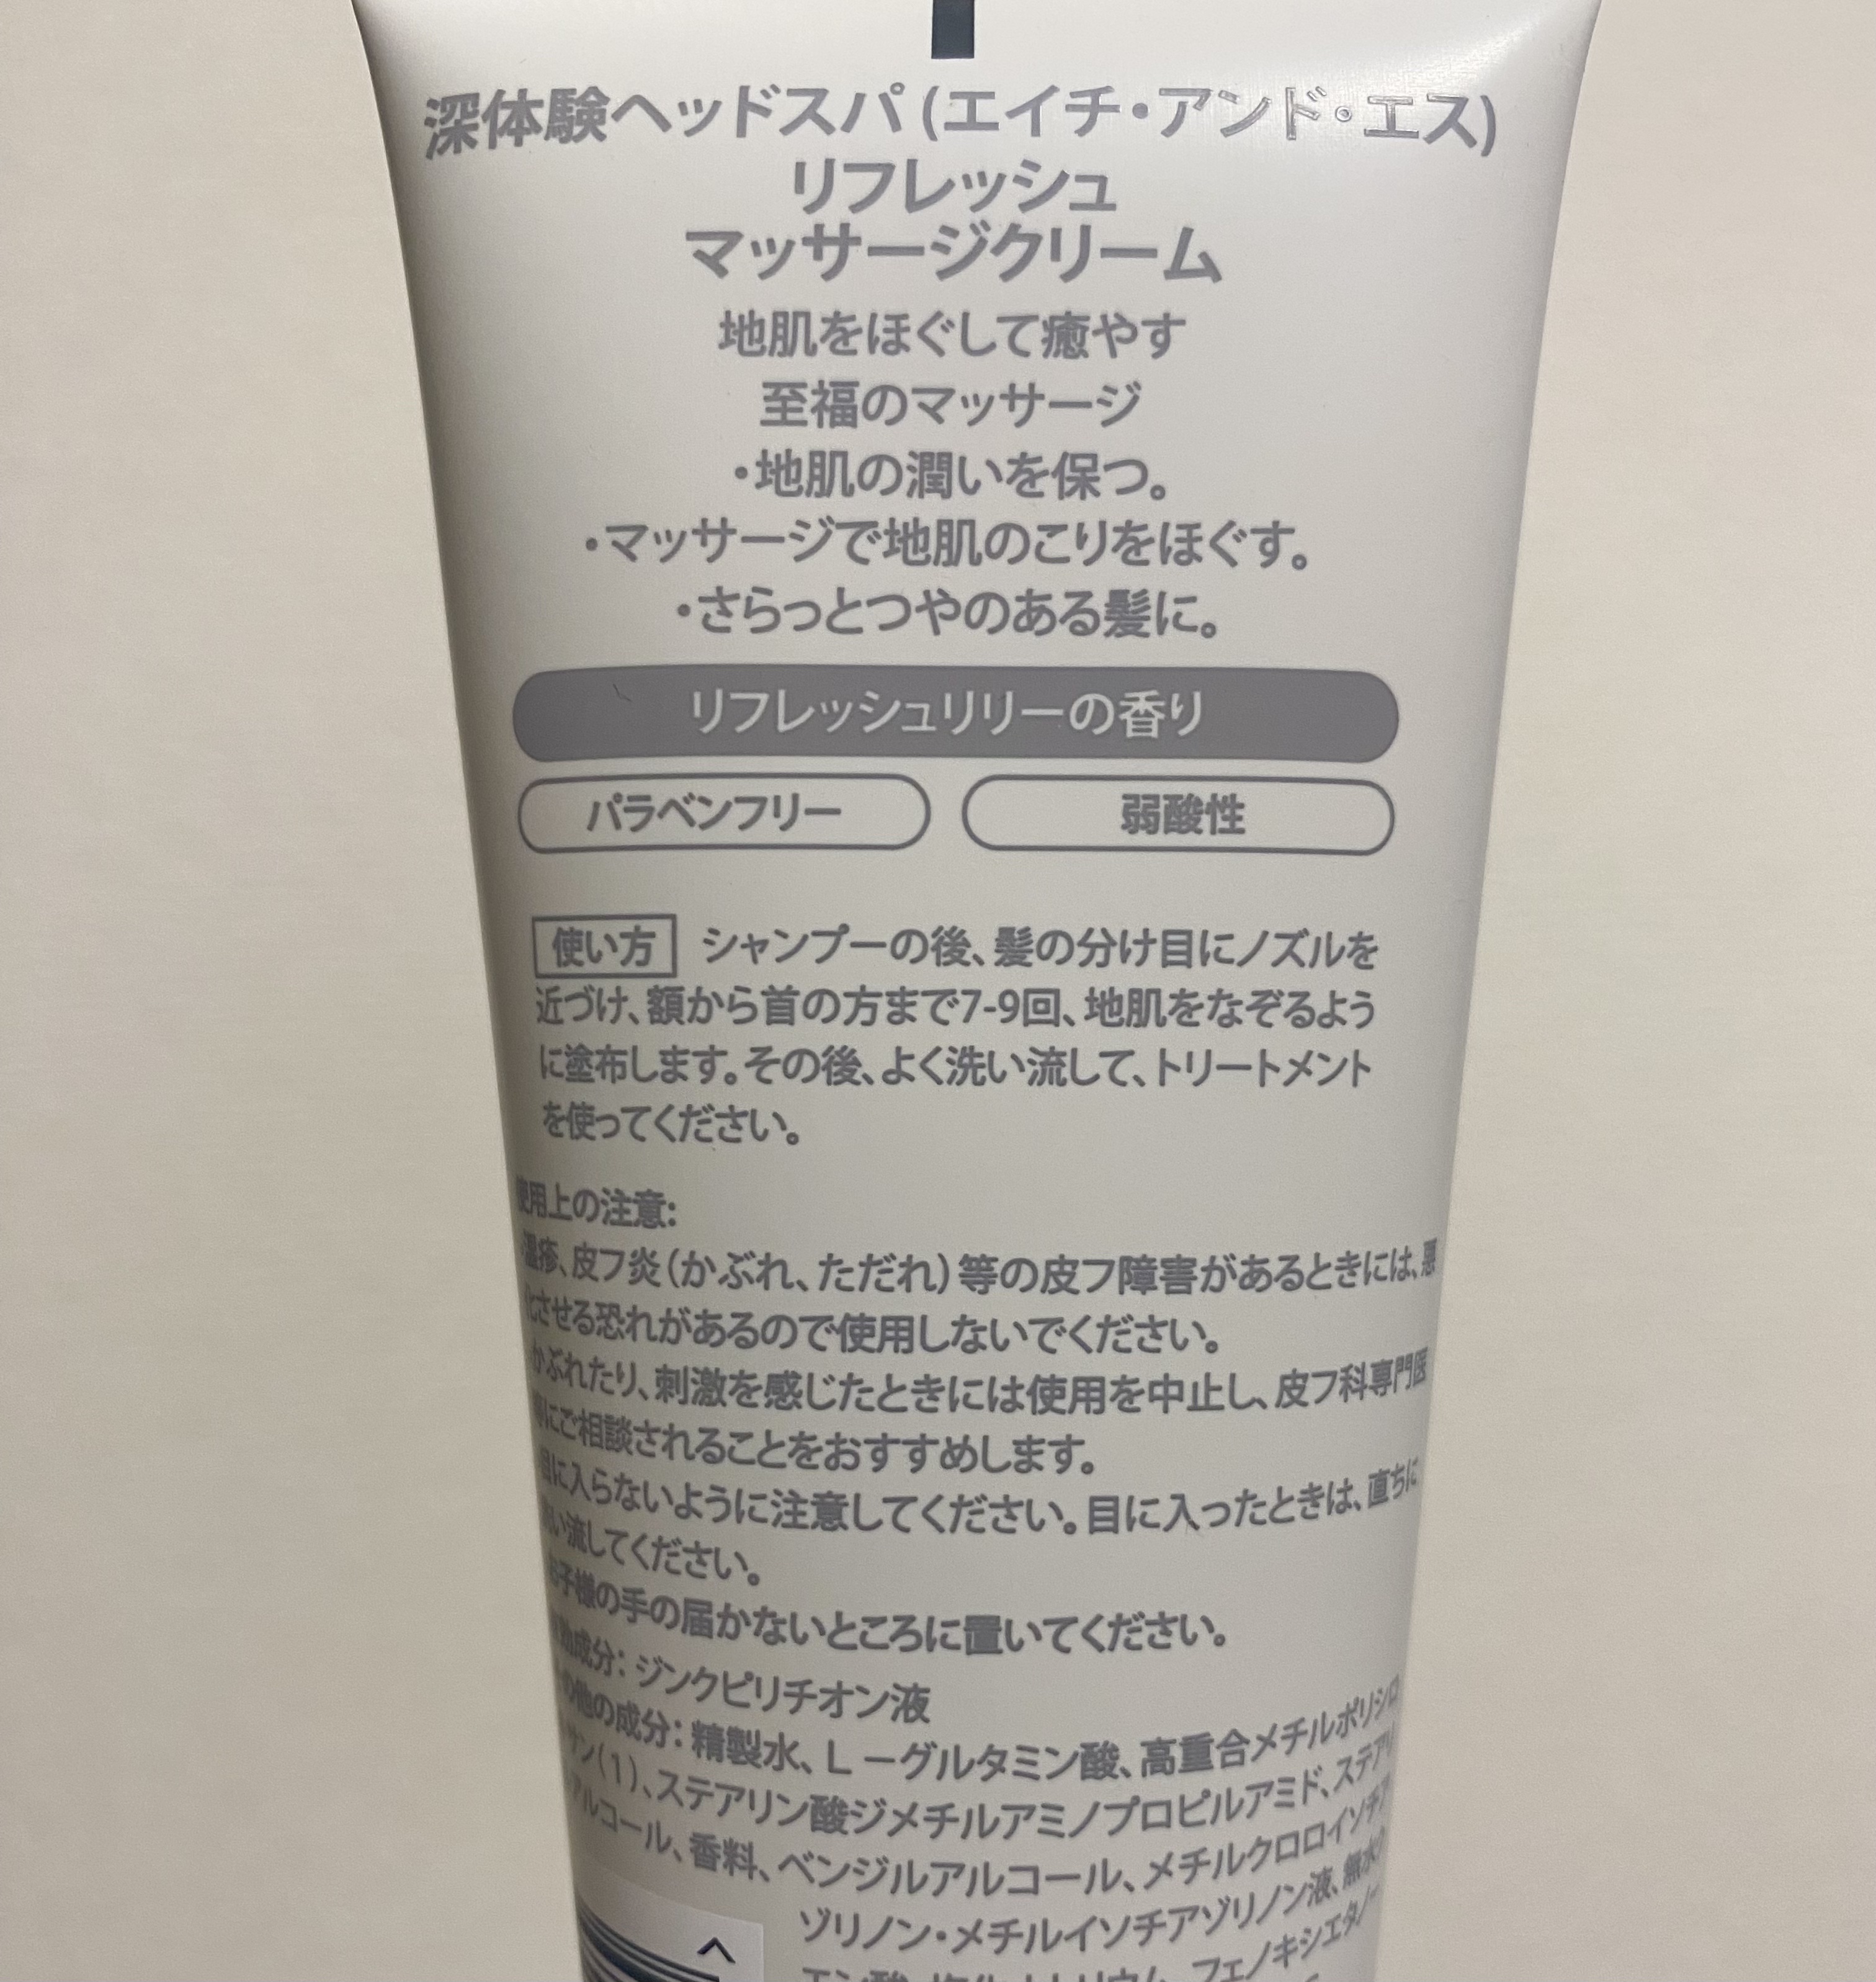 深体験ヘッドスパ (エイチ・アンド・エス)
リフレッシュ
マッサージクリーム
地肌をほぐして癒やす
至福のマッサージ
・地肌の潤いを保つ。
・マッサージで地肌のこりをほぐす。
・さらっとつやのある髪に。
リフレッシュリリーの香り
パラベンフリー 弱酸性
使い方 シャンプーの後、髪の分け目にノズルを
近づけ、額から首の方まで7-9回、地肌をなぞるよう
に塗布します。その後、よく洗い流して、トリートメント
を使ってください。
使用上の注意:
湿疹、皮フ炎(かぶれ、ただれ)等の皮フ障害があるときには、悪
化させる恐れがあるので使用しないでください。
かぶれたり、刺激を感じたときには使用を中止し、皮フ科専門医
等にご相談されることをおすすめします。
目に入らないように注意してください。目に入ったときは、直ちに
洗い流してください。
お子様の手の届かないところに置いてください。
有効成分: ジンクピリチオン液
の他の成分: 精製水、L－グルタミン酸、高重合メチルポリシロ
サン(1)、ステアリン酸ジメチルアミノプロピルアミド、ステアリ
アルコール、香料、ベンジルアルコール、メチルクロロイソチア
ゾリノン・メチルイソチアゾリノン液、無水
フェノキシエタノー